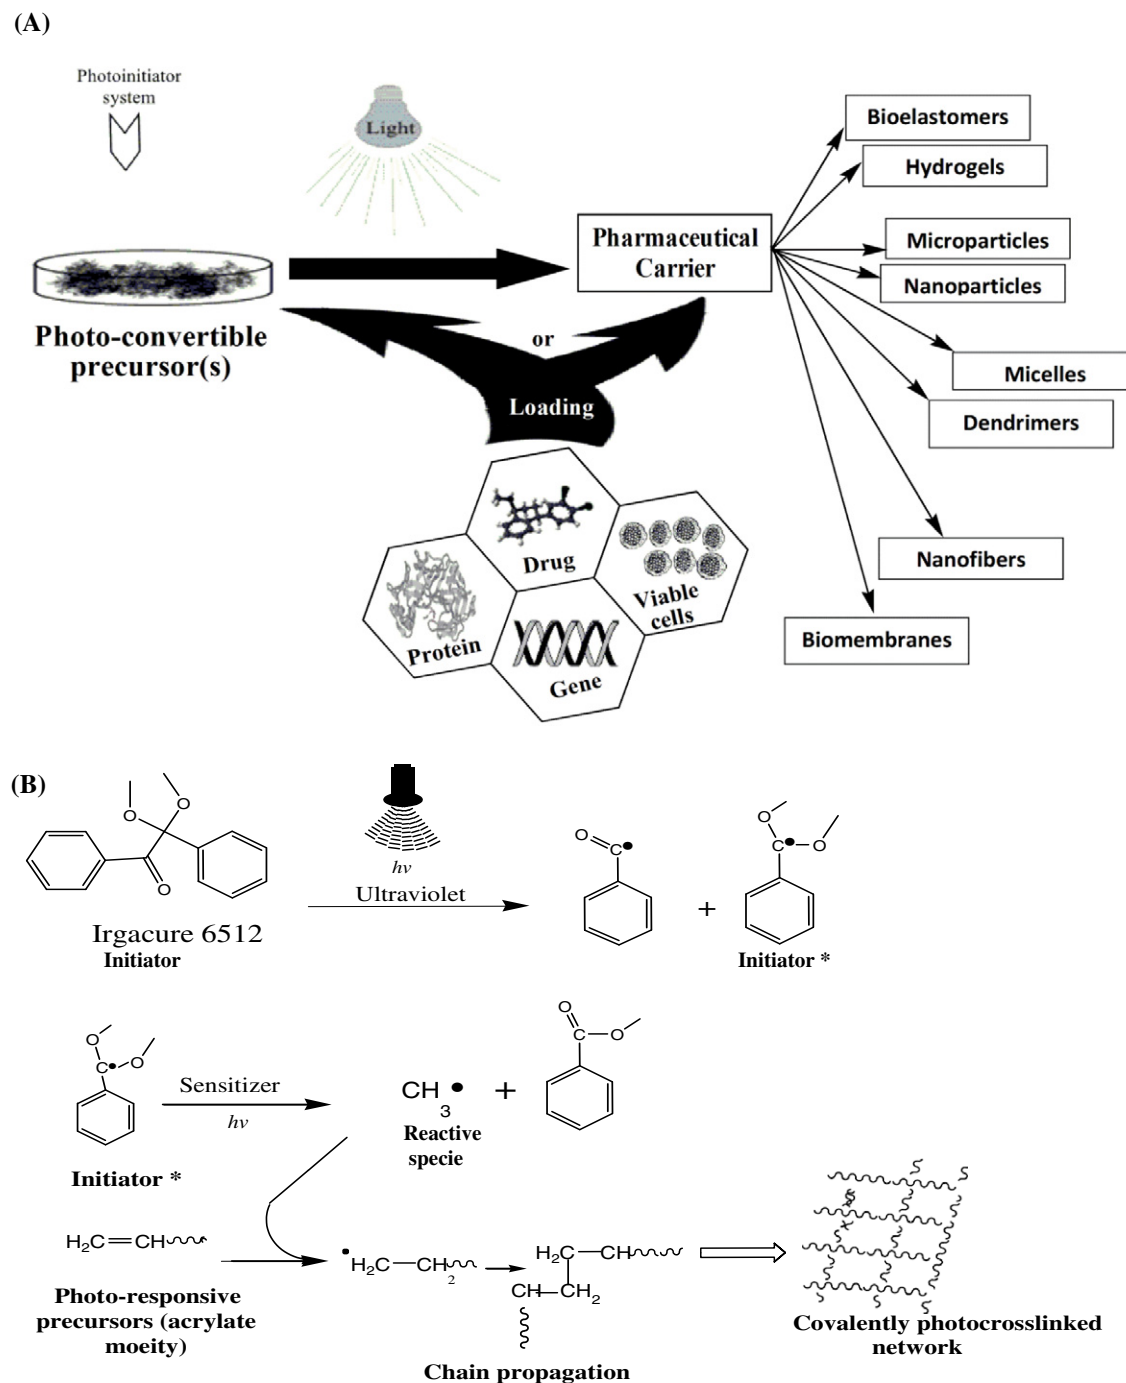 (A)
Photoinitiator
system
Light
Bioelastomers
Hydrogels
Pharmaceutical
Carrier
Microparticles
Nanoparticles
Photo-convertible
precursor(s)
or
Loading
Micelles
Dendrimers
Drug
Viable
cells
Protein
Gene
Nanofibers
Biomembranes
(B)
O
O
O
Irgacure 6512
Initiator
hv
Ultraviolet
O
C•
+
O
C•
O
Initiator *
O
C•
O
Initiator *
Sensitizer
hv
CH3 •
Reactive
specie
+
O
C
O
H2C CH
Photo-responsive
precursors (acrylate
moeity)
•
H2C CH2
H2C CH
CH CH2
Chain propagation
x
Covalently photocrosslinked
network